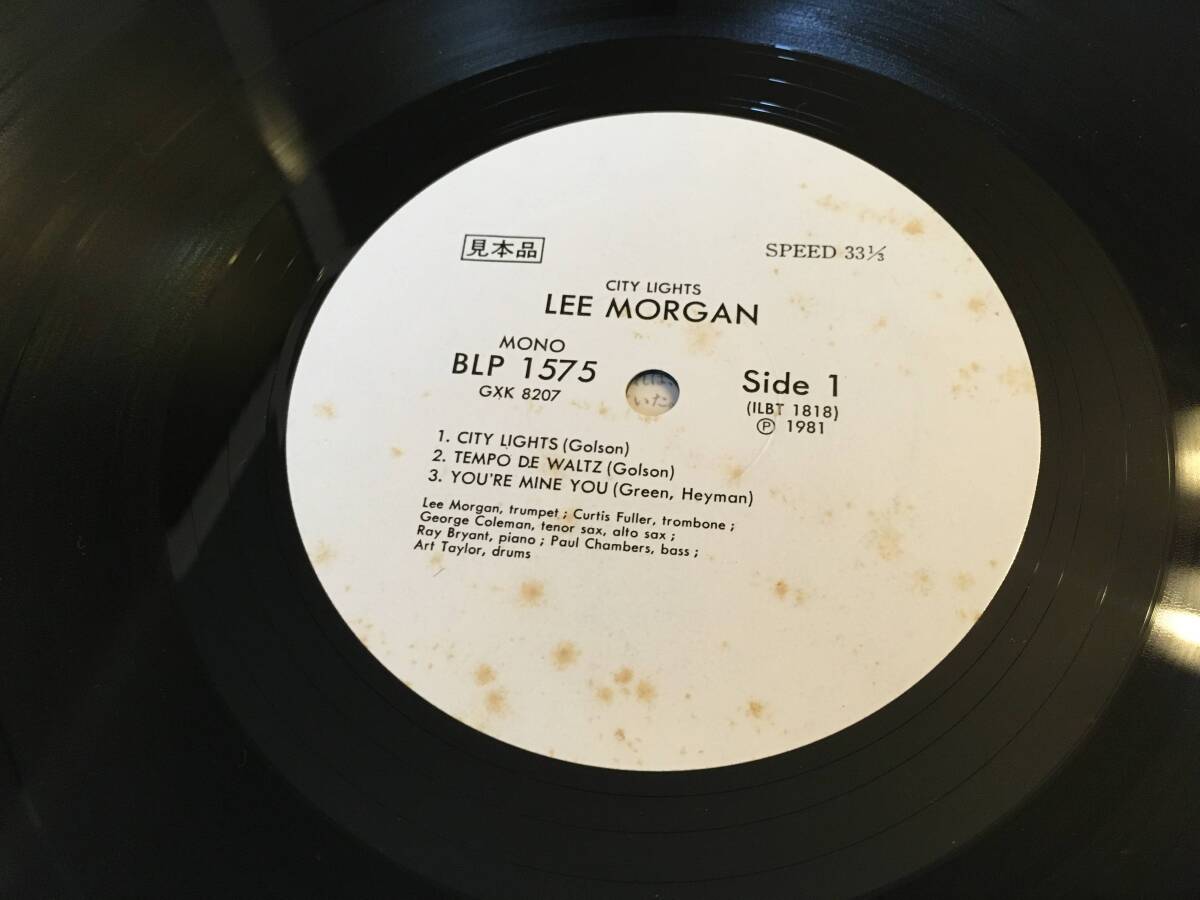 見本品
SPEED 33⅓
CITY LIGHTS
LEE MORGAN
MONO
BLP 1575
GXK 8207
Side 1
(ILBT 1818)
Ⓟ 1981
1. CITY LIGHTS (Golson)
2. TEMPO DE WALTZ (Golson)
3. YOU'RE MINE YOU (Green, Heyman)
Lee Morgan, trumpet ; Curtis Fuller, trombone ;
George Coleman, tenor sax, alto sax ;
Ray Bryant, piano ; Paul Chambers, bass ;
Art Taylor, drums